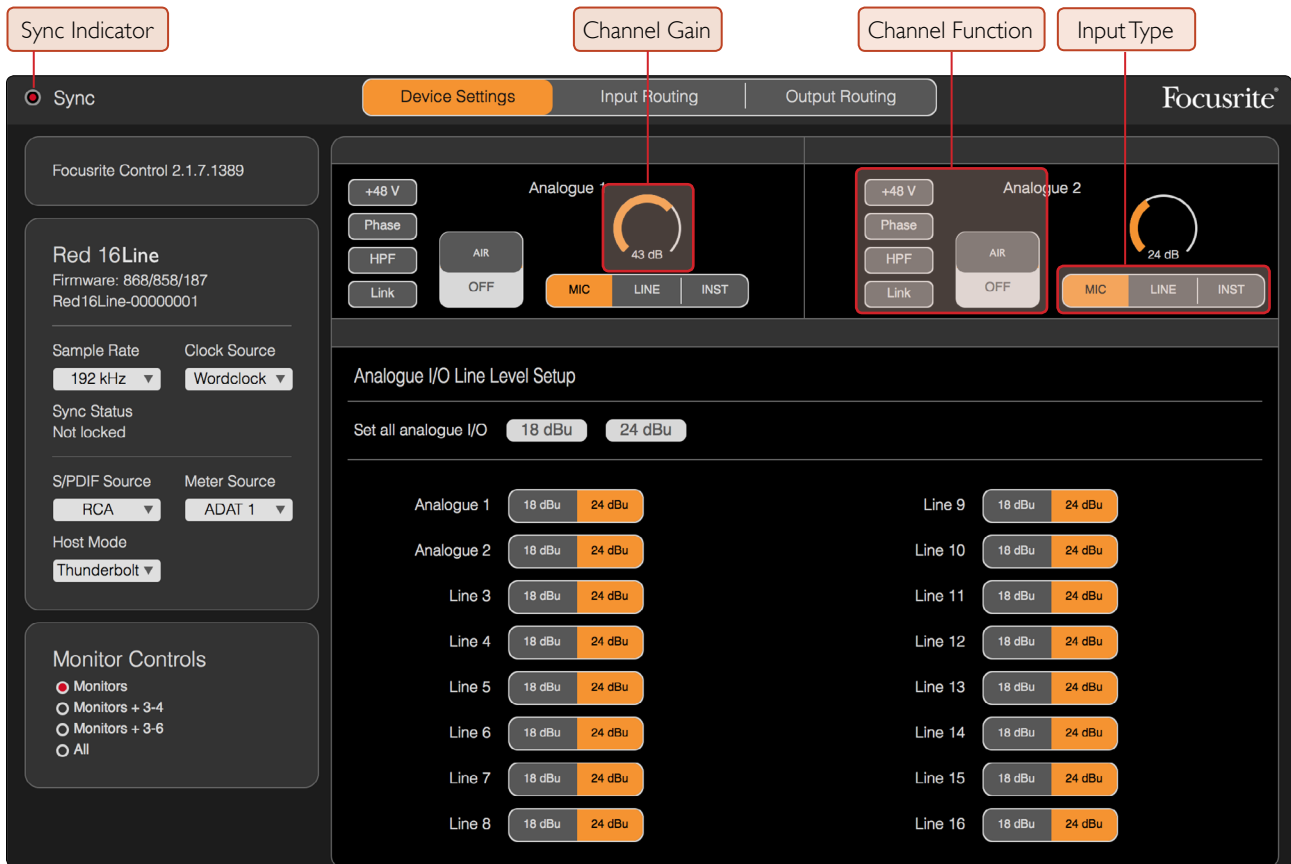 Sync Indicator
Channel Gain
Channel Function
Input Type
Sync
Device Settings
Input Routing
Output Routing
Focusrite®
Focusrite Control 2.1.7.1389
Red 16Line
Firmware: 868/858/187
Red16Line-00000001
Sample Rate
Clock Source
192 kHz
Wordclock
Sync Status
Not locked
S/PDIF Source
Meter Source
RCA
ADAT 1
Host Mode
Thunderbolt
Monitor Controls
Monitors
Monitors + 3-4
Monitors + 3-6
All
+48 V
Phase
HPF
Link
Analogue 1
AIR
OFF
43 dB
MIC
LINE
INST
+48 V
Phase
HPF
Link
Analogue 2
AIR
OFF
24 dB
MIC
LINE
INST
Analogue I/O Line Level Setup
Set all analogue I/O 18 dBu 24 dBu
Analogue 1 18 dBu 24 dBu
Analogue 2 18 dBu 24 dBu
Line 3 18 dBu 24 dBu
Line 4 18 dBu 24 dBu
Line 5 18 dBu 24 dBu
Line 6 18 dBu 24 dBu
Line 7 18 dBu 24 dBu
Line 8 18 dBu 24 dBu
Line 9 18 dBu 24 dBu
Line 10 18 dBu 24 dBu
Line 11 18 dBu 24 dBu
Line 12 18 dBu 24 dBu
Line 13 18 dBu 24 dBu
Line 14 18 dBu 24 dBu
Line 15 18 dBu 24 dBu
Line 16 18 dBu 24 dBu